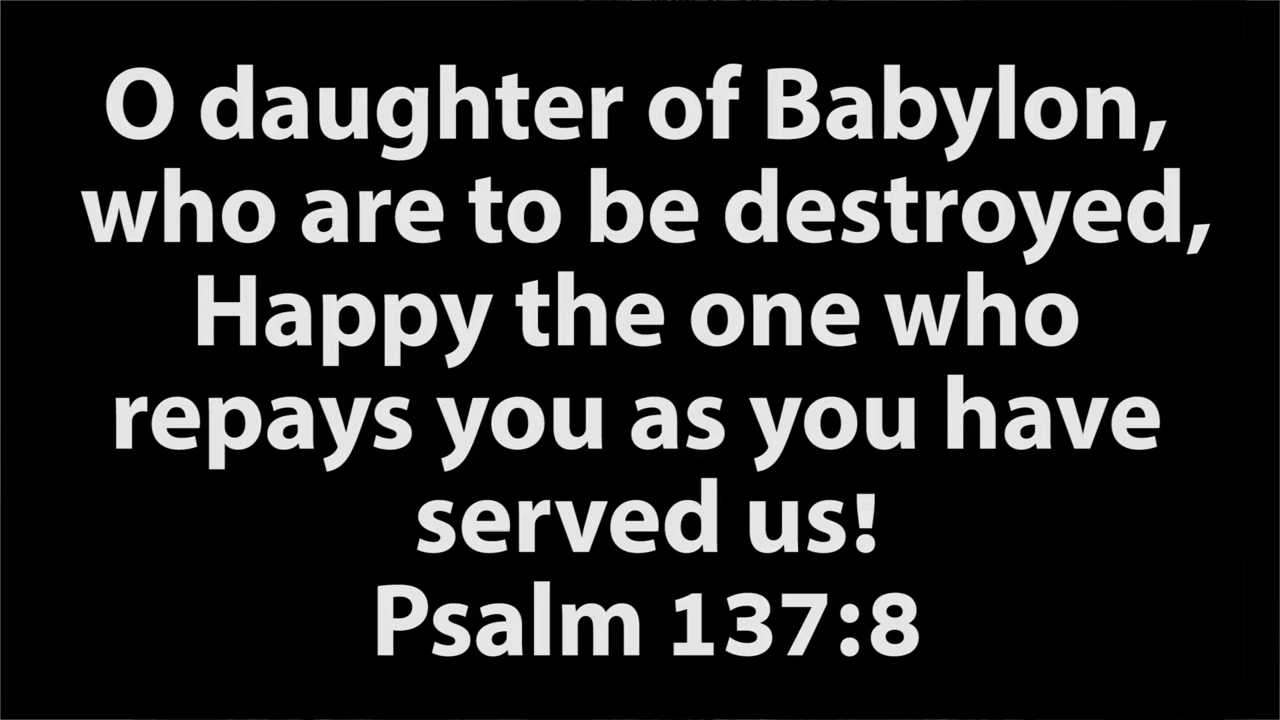 O daughter of Babylon,
who are to be destroyed,
Happy the one who
repays you as you have
served us!
Psalm 137:8